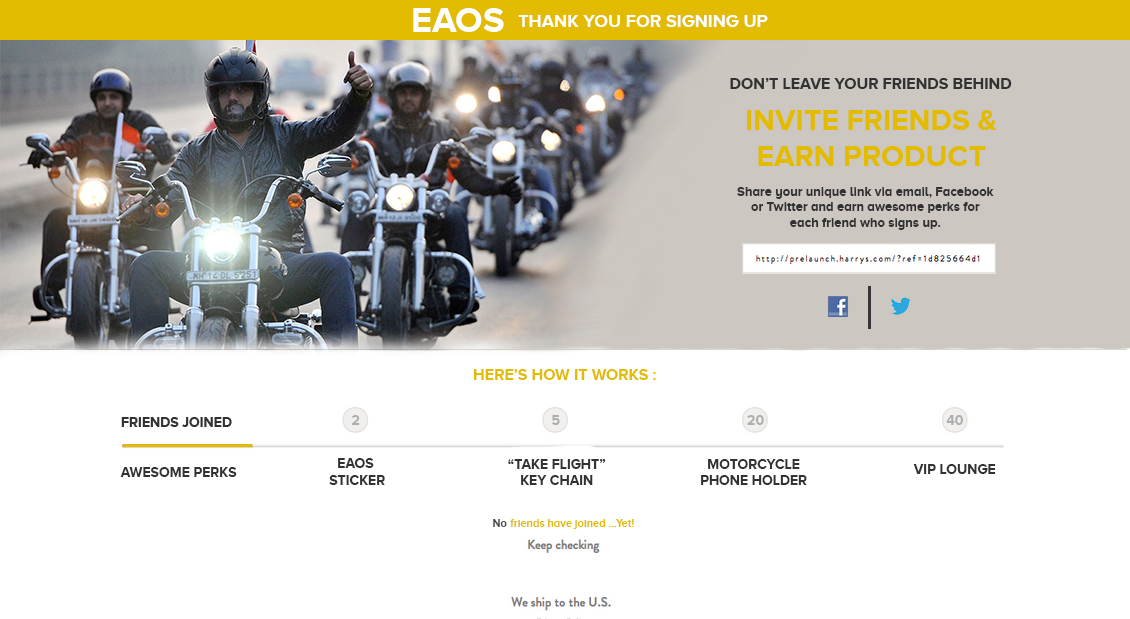 EAOS THANK YOU FOR SIGNING UP
DON'T LEAVE YOUR FRIENDS BEHIND
INVITE FRIENDS &
EARN PRODUCT
Share your unique link via email, Facebook
or Twitter and earn awesome perks for
each friend who signs up.
http://prelaunch.harrys.com/?ref=1d825664d1
HERE'S HOW IT WORKS :
FRIENDS JOINED 2 5 20 40
AWESOME PERKS
EAOS
STICKER
“TAKE FLIGHT”
KEY CHAIN
MOTORCYCLE
PHONE HOLDER
VIP LOUNGE
No friends have joined ...Yet!
Keep checking
We ship to the U.S.